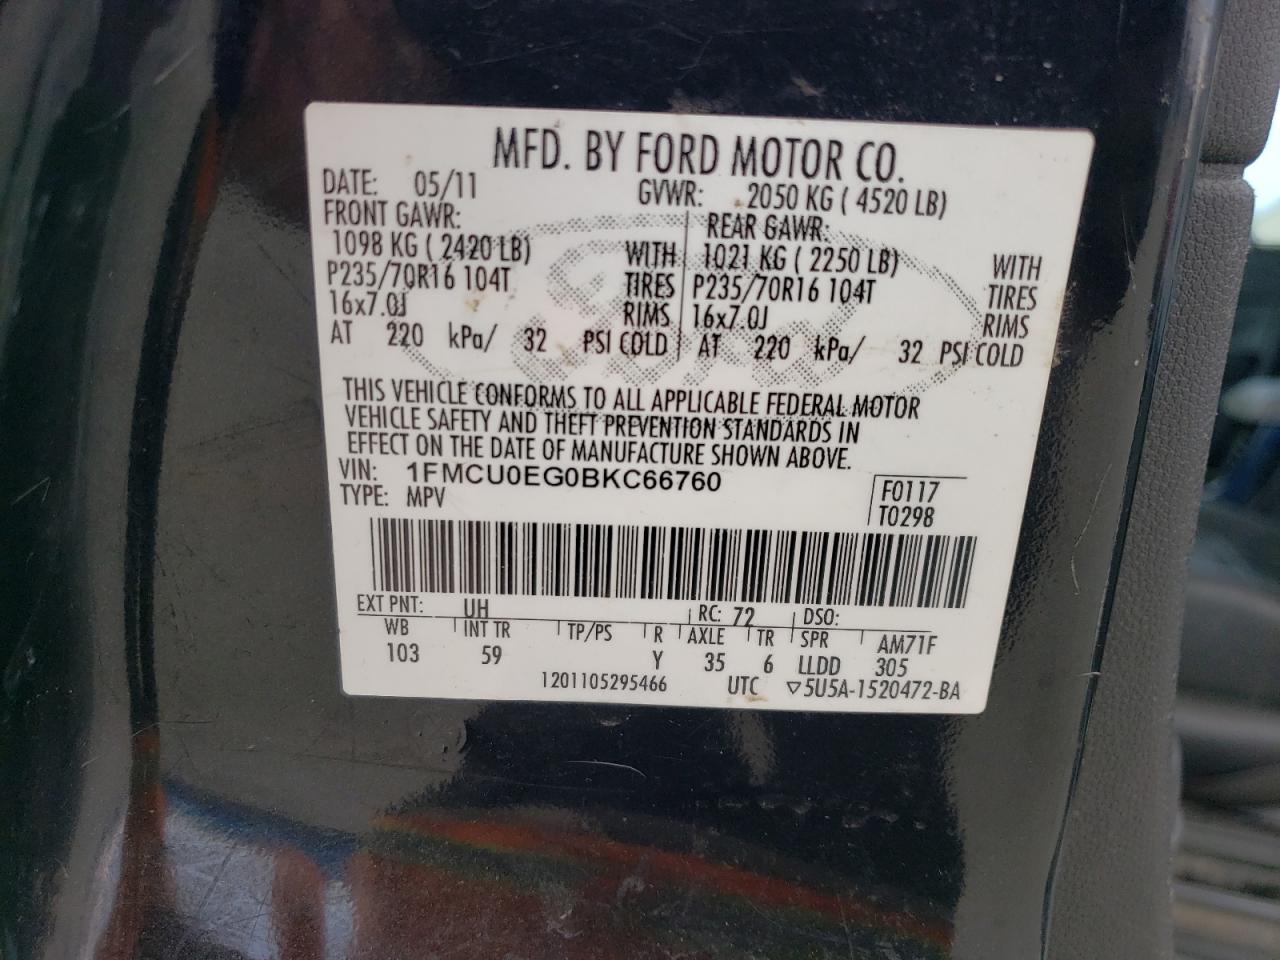 MFD. BY FORD MOTOR CO.
DATE: 05/11 GVWR: 2050 KG ( 4520 LB)
FRONT GAWR: REAR GAWR:
1098 KG ( 2420 LB) WITH 1021 KG ( 2250 LB) WITH
P235/70R16 104T TIRES P235/70R16 104T TIRES
16x7.0J RIMS 16x7.0J RIMS
AT 220 kPa/ 32 PSI COLD AT 220 kPa/ 32 PSI COLD
THIS VEHICLE CONFORMS TO ALL APPLICABLE FEDERAL MOTOR
VEHICLE SAFETY AND THEFT PREVENTION STANDARDS IN
EFFECT ON THE DATE OF MANUFACTURE SHOWN ABOVE.
VIN: 1FMCU0EG0BKC66760 F0117
TYPE: MPV T0298
EXT PNT: UH RC: 72 DSO:
WB INT TR TP/PS R AXLE TR SPR AM71F
103 59 Y 35 6 LLDD 305
1201105295466 UTC ▽5U5A-1520472-BA
Ford